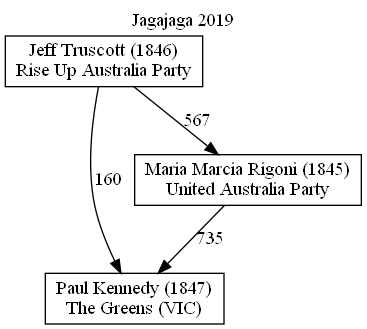 Jagajaga 2019
Jeff Truscott (1846)
Rise Up Australia Party
567
Maria Marcia Rigoni (1845)
United Australia Party
160
735
Paul Kennedy (1847)
The Greens (VIC)